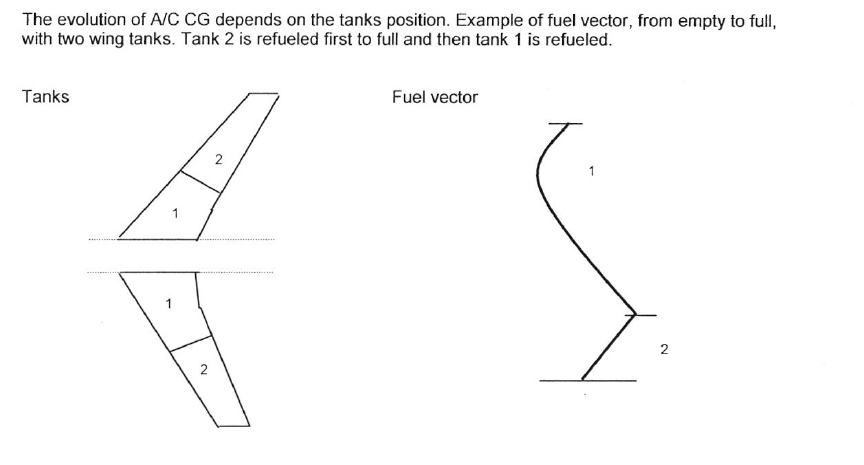 The evolution of A/C CG depends on the tanks position. Example of fuel vector, from empty to full,
with two wing tanks. Tank 2 is refueled first to full and then tank 1 is refueled.
Tanks
Fuel vector
2
1
1
1
2
2